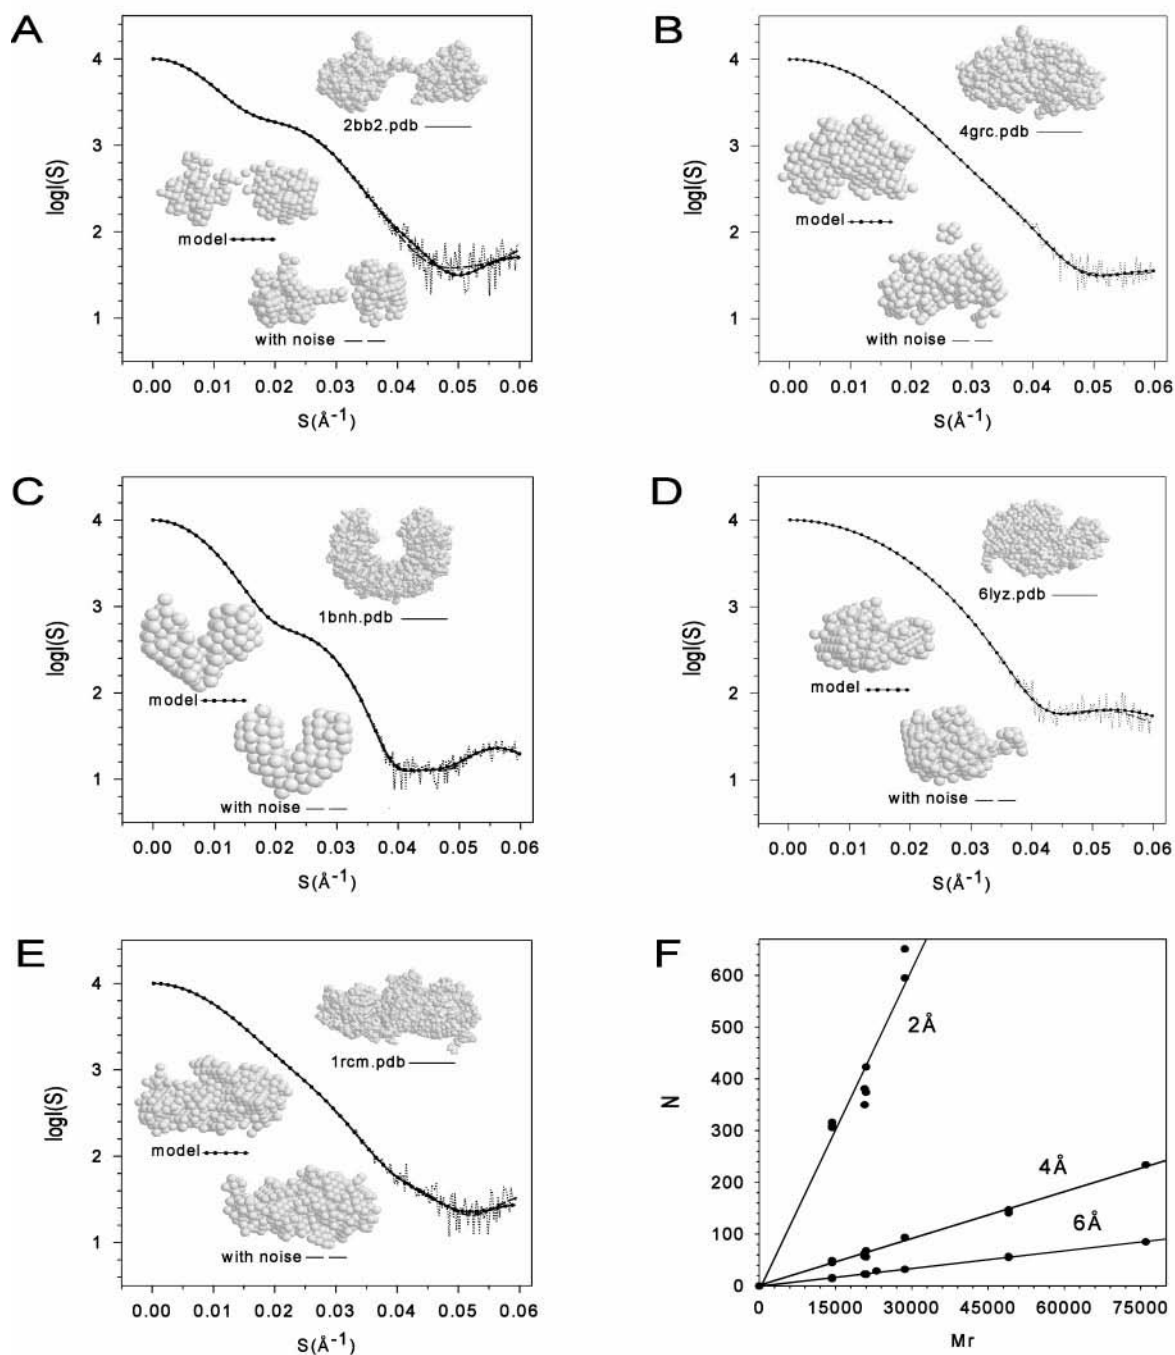 A
logI(S)
4
3
2
1
2bb2.pdb
model
with noise
0.00 0.01 0.02 0.03 0.04 0.05 0.06
S(Å⁻¹)
B
logI(S)
4
3
2
1
4grc.pdb
model
with noise
0.00 0.01 0.02 0.03 0.04 0.05 0.06
S(Å⁻¹)
C
logI(S)
4
3
2
1
1bnh.pdb
model
with noise
0.00 0.01 0.02 0.03 0.04 0.05 0.06
S(Å⁻¹)
D
logI(S)
4
3
2
1
6lyz.pdb
model
with noise
0.00 0.01 0.02 0.03 0.04 0.05 0.06
S(Å⁻¹)
E
logI(S)
4
3
2
1
1rcm.pdb
model
with noise
0.00 0.01 0.02 0.03 0.04 0.05 0.06
S(Å⁻¹)
F
N
600
500
400
300
200
100
0
2Å
4Å
6Å
0 15000 30000 45000 60000 75000
Mr